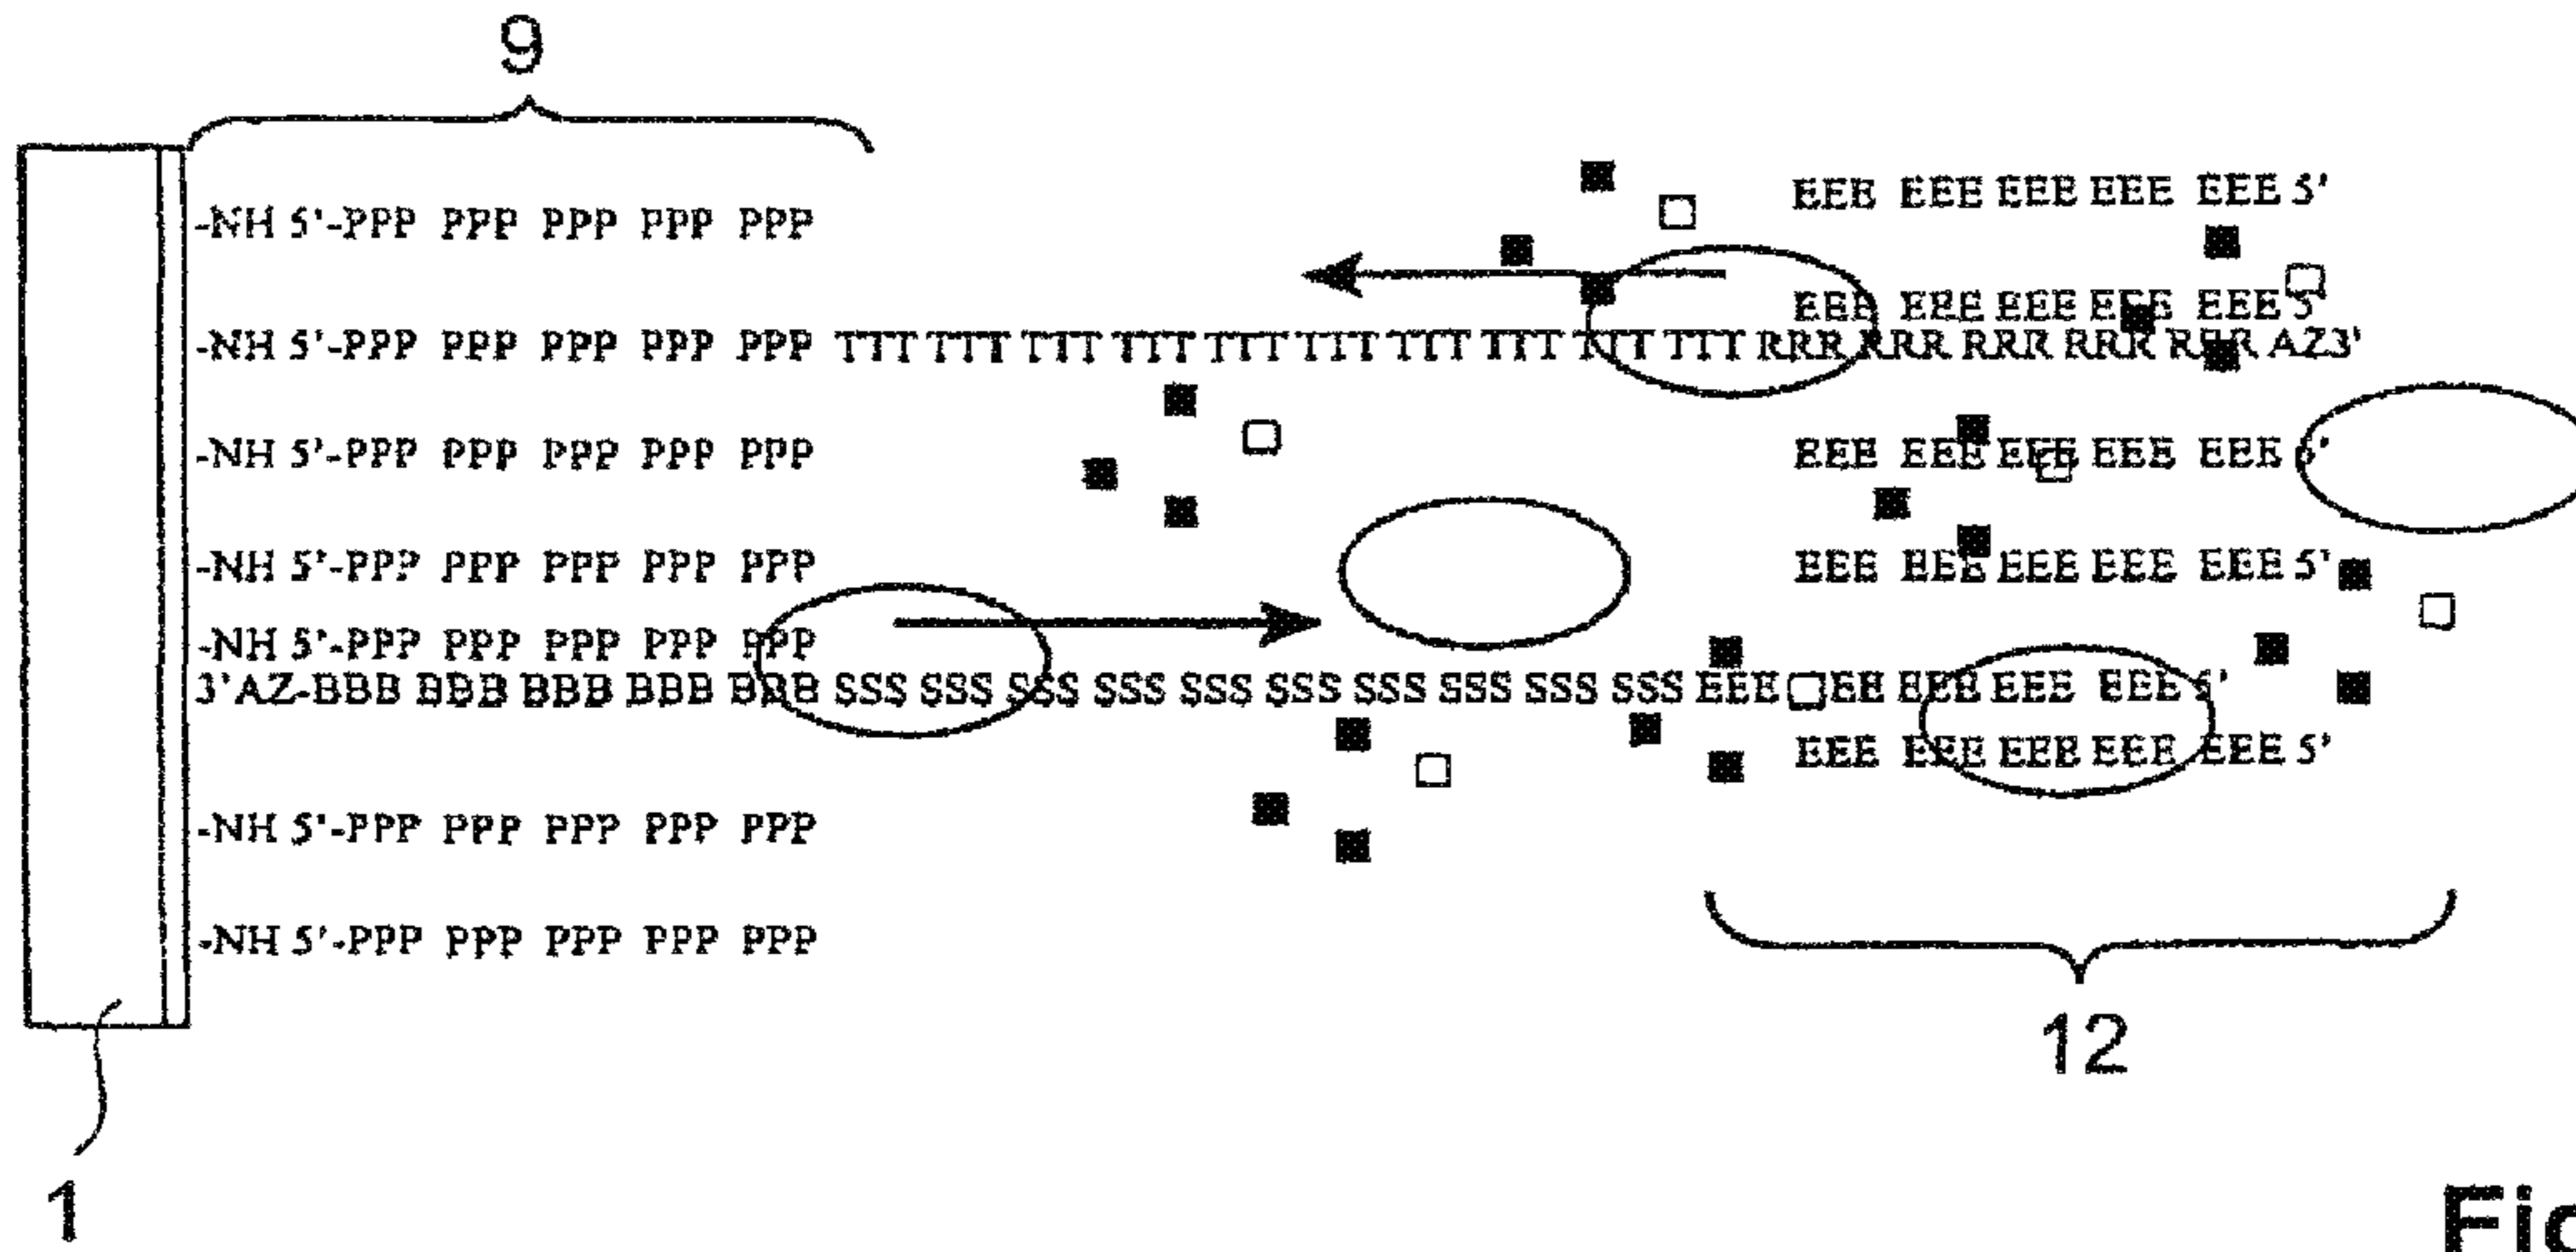 9
EEE EEE EEE EEE EEE 5'
-NH 5'-PPP PPP PPP PPP PPP
EEE EEE EEE EEE EEE 5'
-NH 5'-PPP PPP PPP PPP PPP TTT TTT TTT TTT TTT TTT TTT TTT TTT TTT RRR RRR RRR RRR RRR AZ3'
-NH 5'-PPP PPP PPP PPP PPP EEE EEE EEE EEE EEE 5'
-NH 5'-PPP PPP PPP PPP PPP EEE EEE EEE EEE EEE 5'
-NH 5'-PPP PPP PPP PPP PPP
3'AZ-BBB BBB BBB BBB BBB SSS SSS SSS SSS SSS SSS SSS SSS SSS SSS EEE EE EEE EEE EEE 5'
EEE EEE EEE EEE EEE 5'
-NH 5'-PPP PPP PPP PPP PPP
-NH 5'-PPP PPP PPP PPP PPP
12
1
Fig